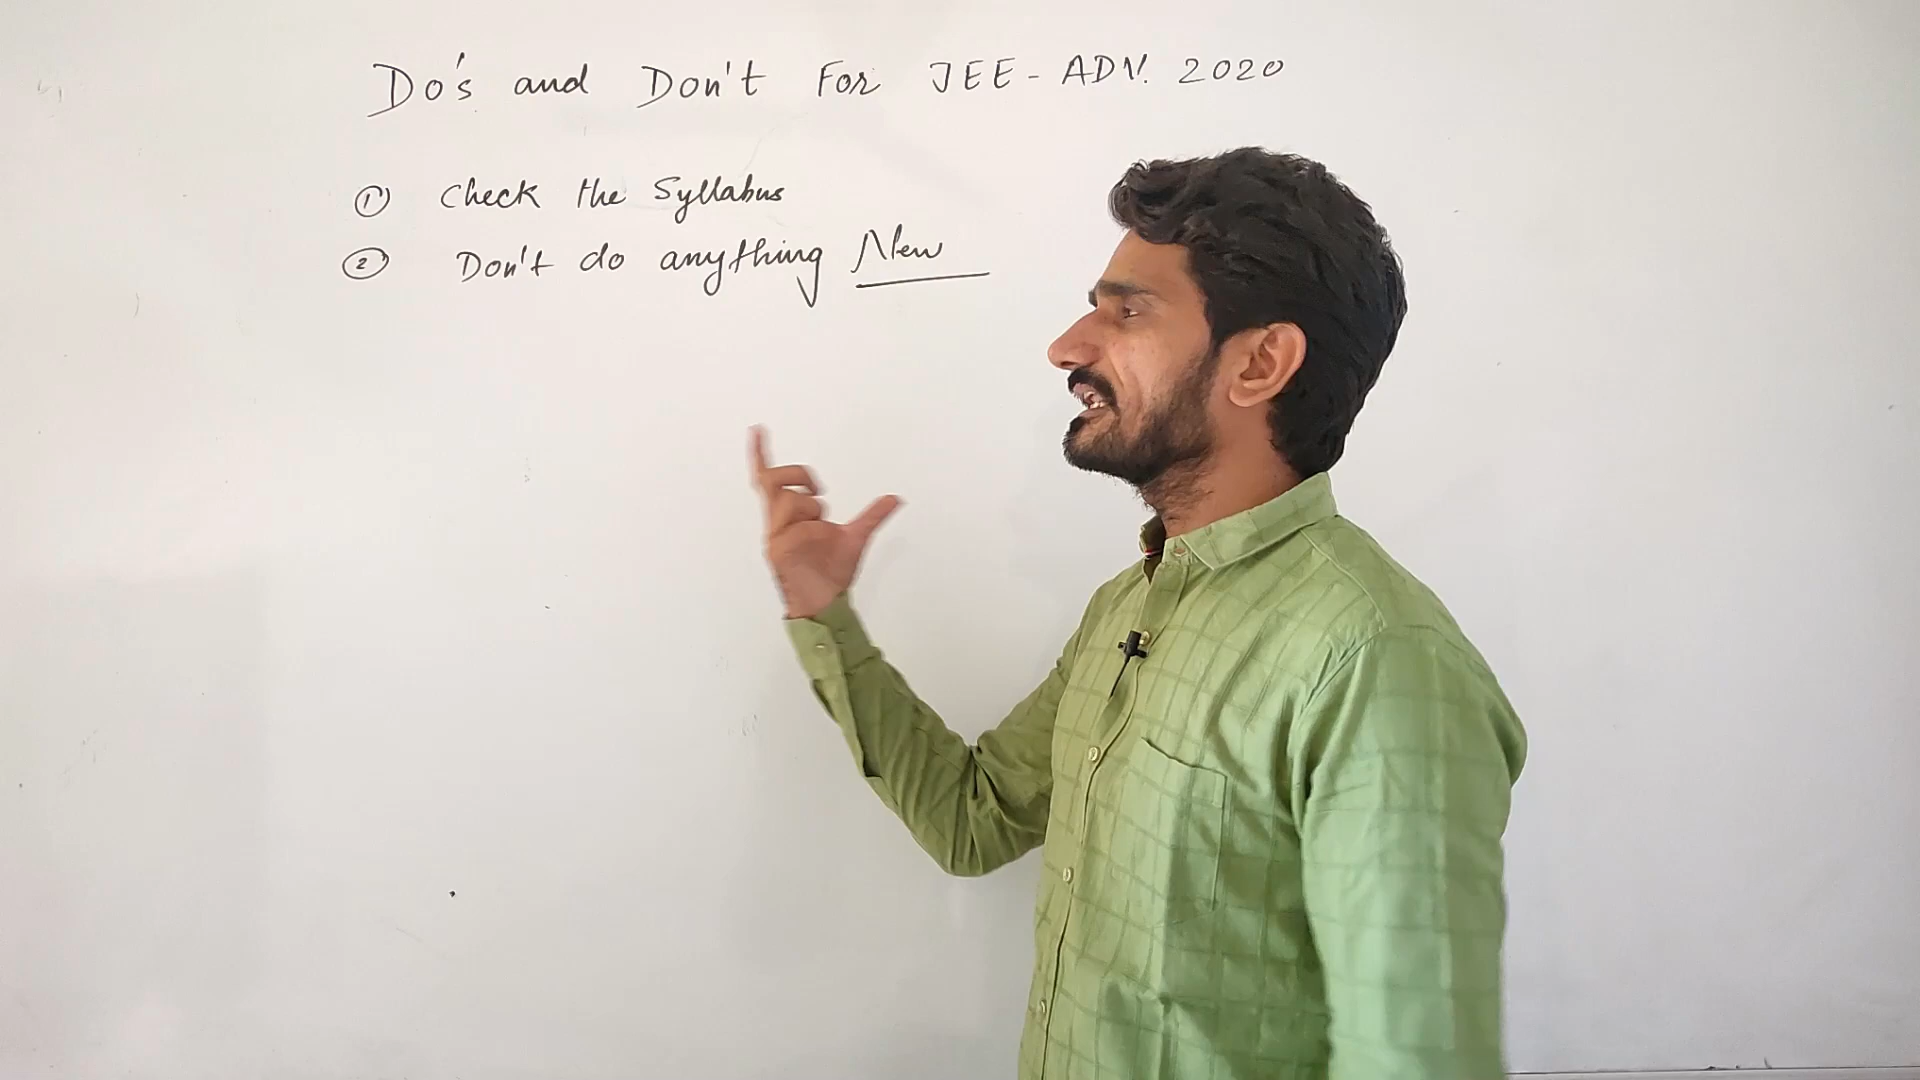 Do's and Don't For JEE-ADV. 2020
① Check the Syllabus
② Don't do anything New